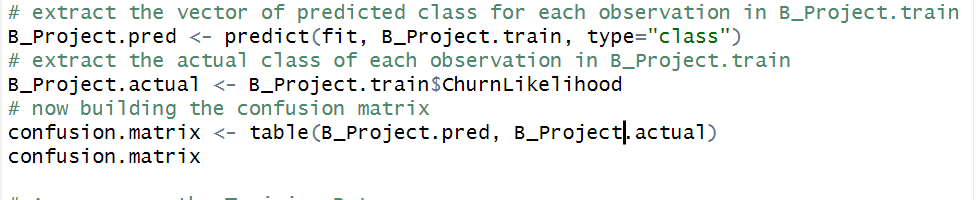 # extract the vector of predicted class for each observation in B_Project.train
B_Project.pred <- predict(fit, B_Project.train, type="class")
# extract the actual class of each observation in B_Project.train
B_Project.actual <- B_Project.train$ChurnLikelihood
# now building the confusion matrix
confusion.matrix <- table(B_Project.pred, B_Project.actual)
confusion.matrix